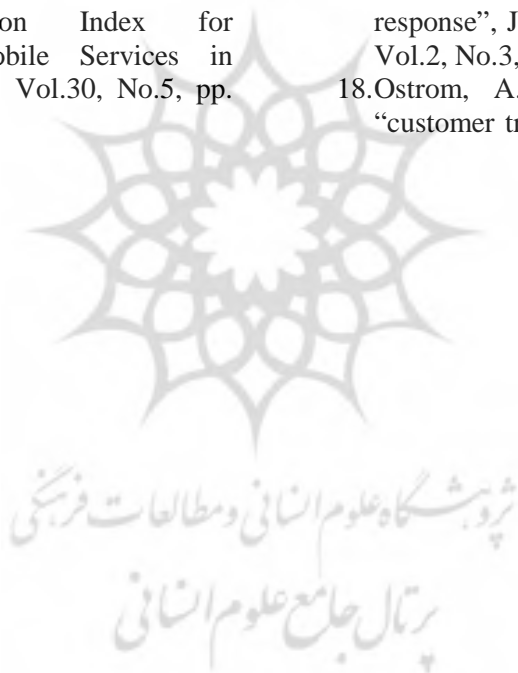 on Index for
obile Services in
Vol.30, No.5, pp.
response”, J
Vol.2, No.3,
18.Ostrom, A.
“customer tr
پژوهشگاه علوم انسانی و مطالعات فرهنگی
پرتال جامع علوم انسانی